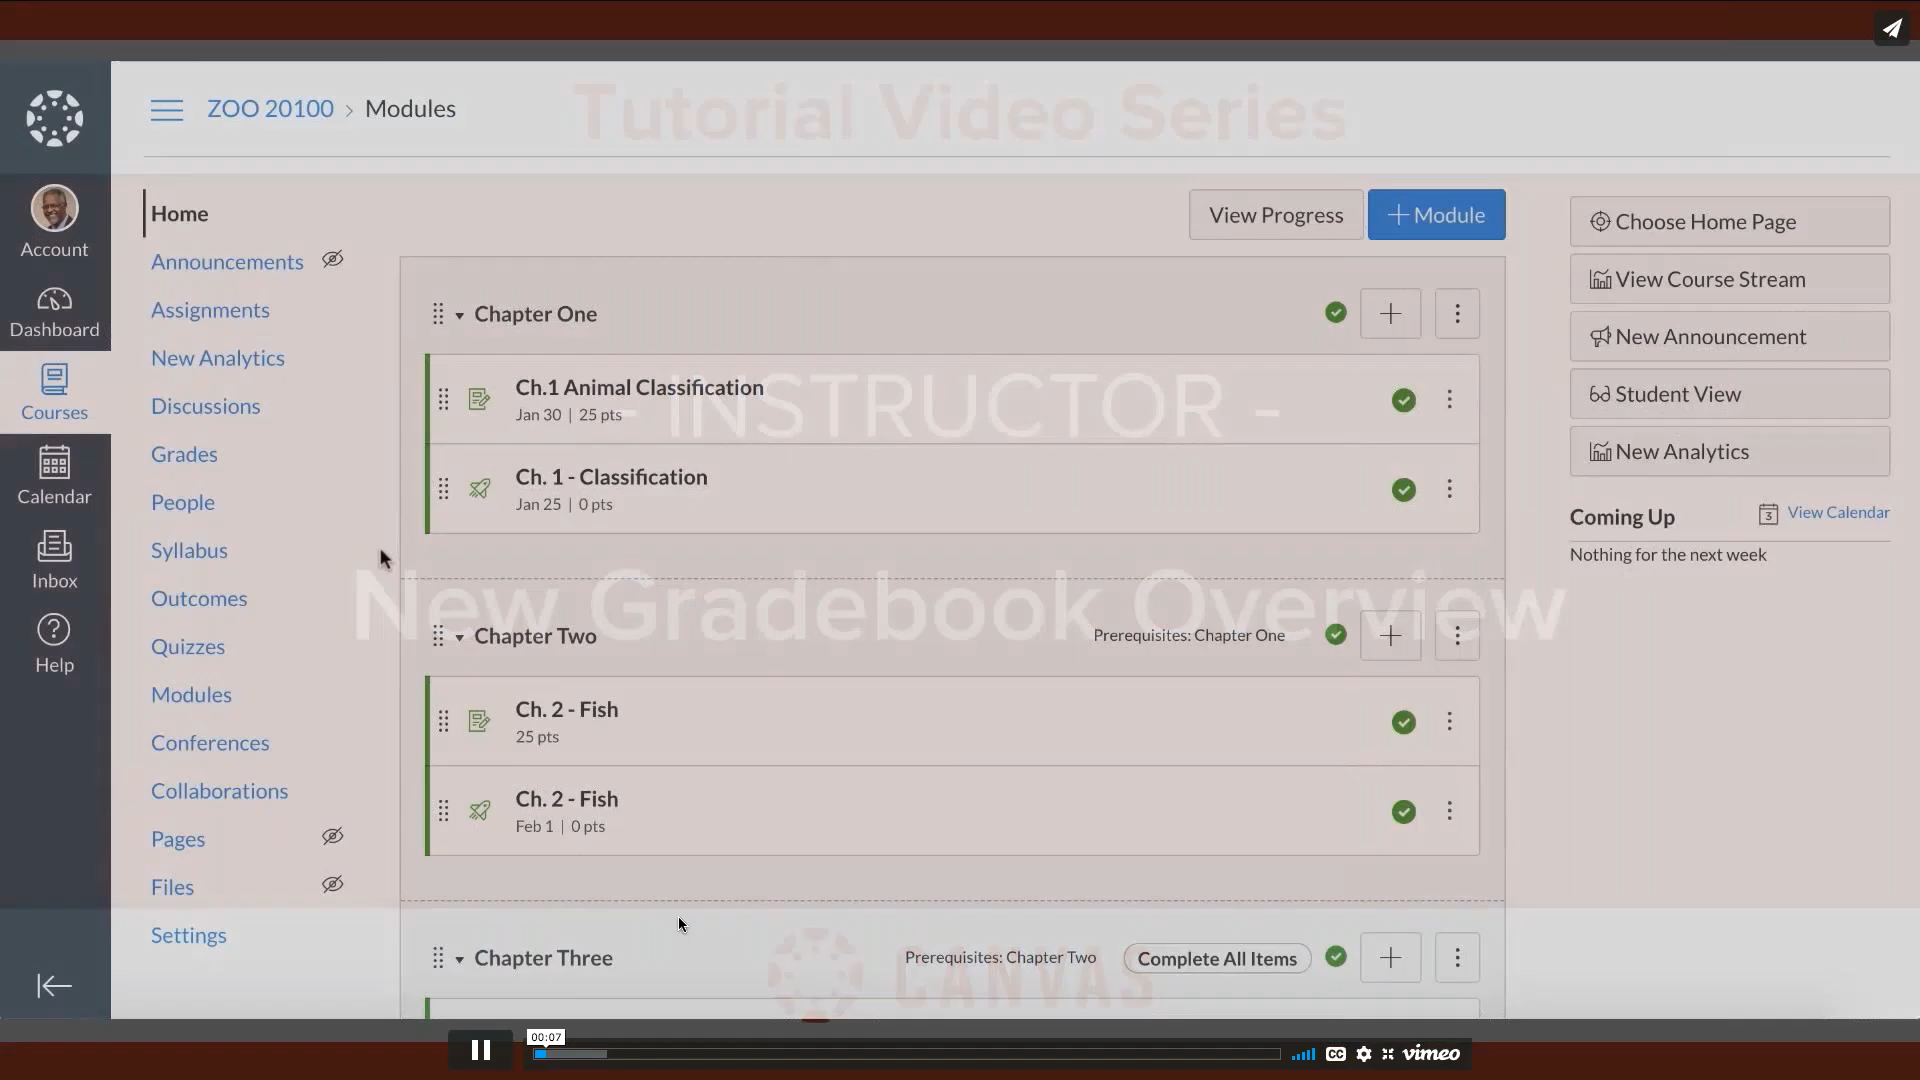 Tutorial Video Series
ZOO 20100 > Modules
Account
Dashboard
Courses
Calendar
Inbox
Help
Home
Announcements
Assignments
New Analytics
Discussions
Grades
People
Syllabus
Outcomes
Quizzes
Modules
Conferences
Collaborations
Pages
Files
Settings
View Progress
+ Module
Chapter One
Ch.1 Animal Classification
Jan 30 | 25 pts
- INSTRUCTOR -
Ch. 1 - Classification
Jan 25 | 0 pts
New Gradebook Overview
Chapter Two
Prerequisites: Chapter One
Ch. 2 - Fish
25 pts
Ch. 2 - Fish
Feb 1 | 0 pts
Chapter Three
Prerequisites: Chapter Two
Complete All Items
CANVAS
Choose Home Page
View Course Stream
New Announcement
Student View
New Analytics
Coming Up
3
View Calendar
Nothing for the next week
00:07
CC
vimeo